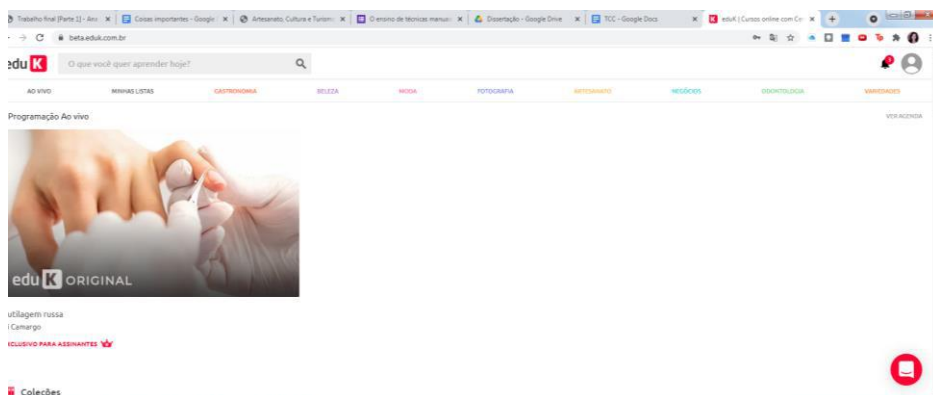 Trabalho final [Parte 1] - Ava
Coisas importantes - Google
Artesanato, Cultura e Turismo
O ensino de técnicas manuai
Dissertação - Google Drive
TCC - Google Docs
eduK | Cursos online com Ce
beta.eduk.com.br
edu K
O que você quer aprender hoje?
AO VIVO
MINHAS LISTAS
GASTRONOMIA
BELEZA
MODA
FOTOGRAFIA
ARTESANATO
NEGÓCIOS
ODONTOLOGIA
VARIEDADES
Programação Ao vivo
VER AGENDA
edu K ORIGINAL
utilagem russa
i Camargo
CLUSIVO PARA ASSINANTES
Coleções